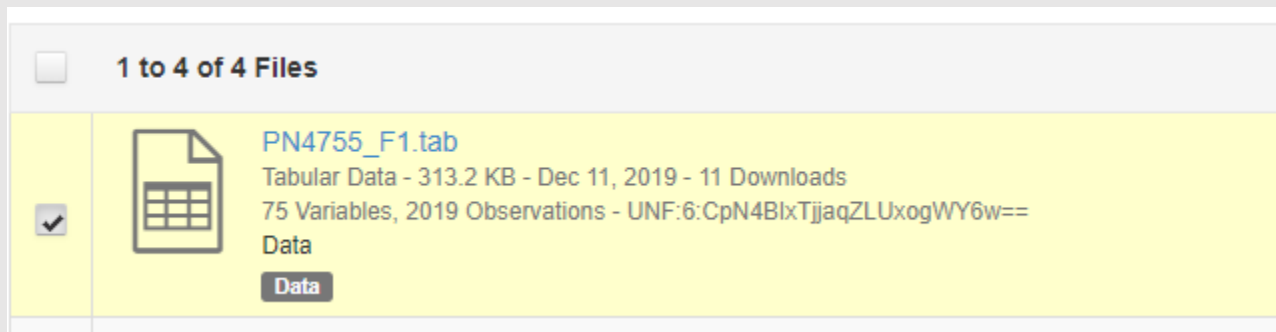 1 to 4 of 4 Files
PN4755_F1.tab
Tabular Data - 313.2 KB - Dec 11, 2019 - 11 Downloads
75 Variables, 2019 Observations - UNF:6:CpN4BIxTjjaqZLUxogWY6w==
Data
Data